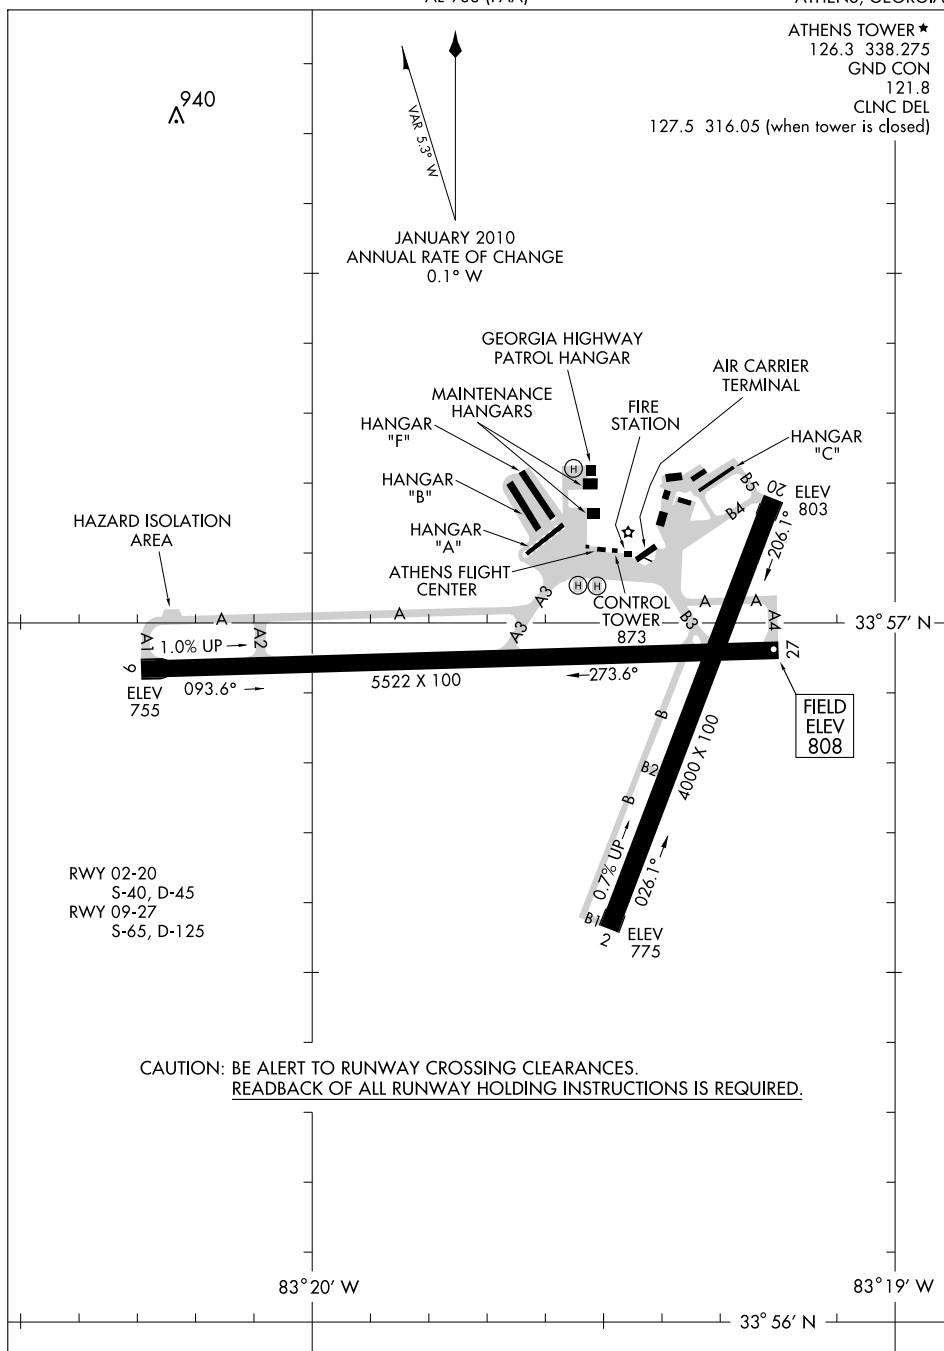 ATHENS TOWER★
126.3 338.275
GND CON
121.8
CLNC DEL
127.5 316.05 (when tower is closed)
940
VAR 5.3° W
JANUARY 2010
ANNUAL RATE OF CHANGE
0.1° W
GEORGIA HIGHWAY
PATROL HANGAR
AIR CARRIER
TERMINAL
MAINTENANCE
HANGARS
FIRE
STATION
HANGAR
"F"
HANGAR
"C"
H
HANGAR
"B"
B5
20
ELEV
803
B4
HAZARD ISOLATION
AREA
HANGAR
"A"
206.1°
ATHENS FLIGHT
CENTER
H H
CONTROL
TOWER
873
A3
A
A
A
A
A4
B3
33°57' N
A1
1.0% UP
A2
A3
27
9
ELEV
755
093.6°
5522 X 100
273.6°
FIELD
ELEV
808
B
B2
4000 X 100
B
0.7% UP
026.1°
B1
2
ELEV
775
RWY 02-20
S-40, D-45
RWY 09-27
S-65, D-125
CAUTION: BE ALERT TO RUNWAY CROSSING CLEARANCES.
READBACK OF ALL RUNWAY HOLDING INSTRUCTIONS IS REQUIRED.
83°20' W
83°19' W
33°56' N